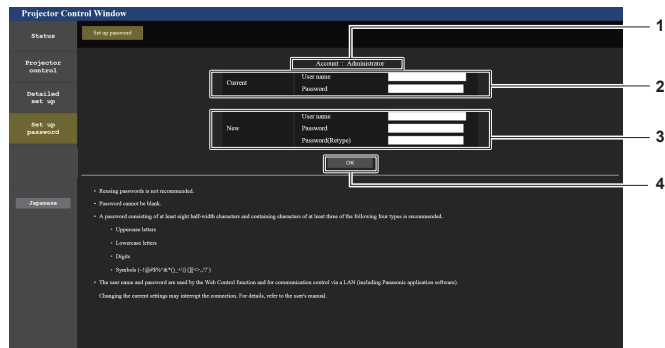 Projector Control Window
Status
Set up password
Projector
control
Detailed
set up
Set up
password
Japanese
Account : Administrator
Current
User name
Password
New
User name
Password
Password(Retype)
OK
• Reusing passwords is not recommended.
• Password cannot be blank.
• A password consisting of at least eight half-width characters and containing characters of at least three of the following four types is recommended.
• Uppercase letters
• Lowercase letters
• Digits
• Symbols
• The user name and password are used by the Web Control function and for communication control via a LAN (including Panasonic application software).
Changing the current settings may interrupt the connection. For details, refer to the user's manual.
1
2
3
4